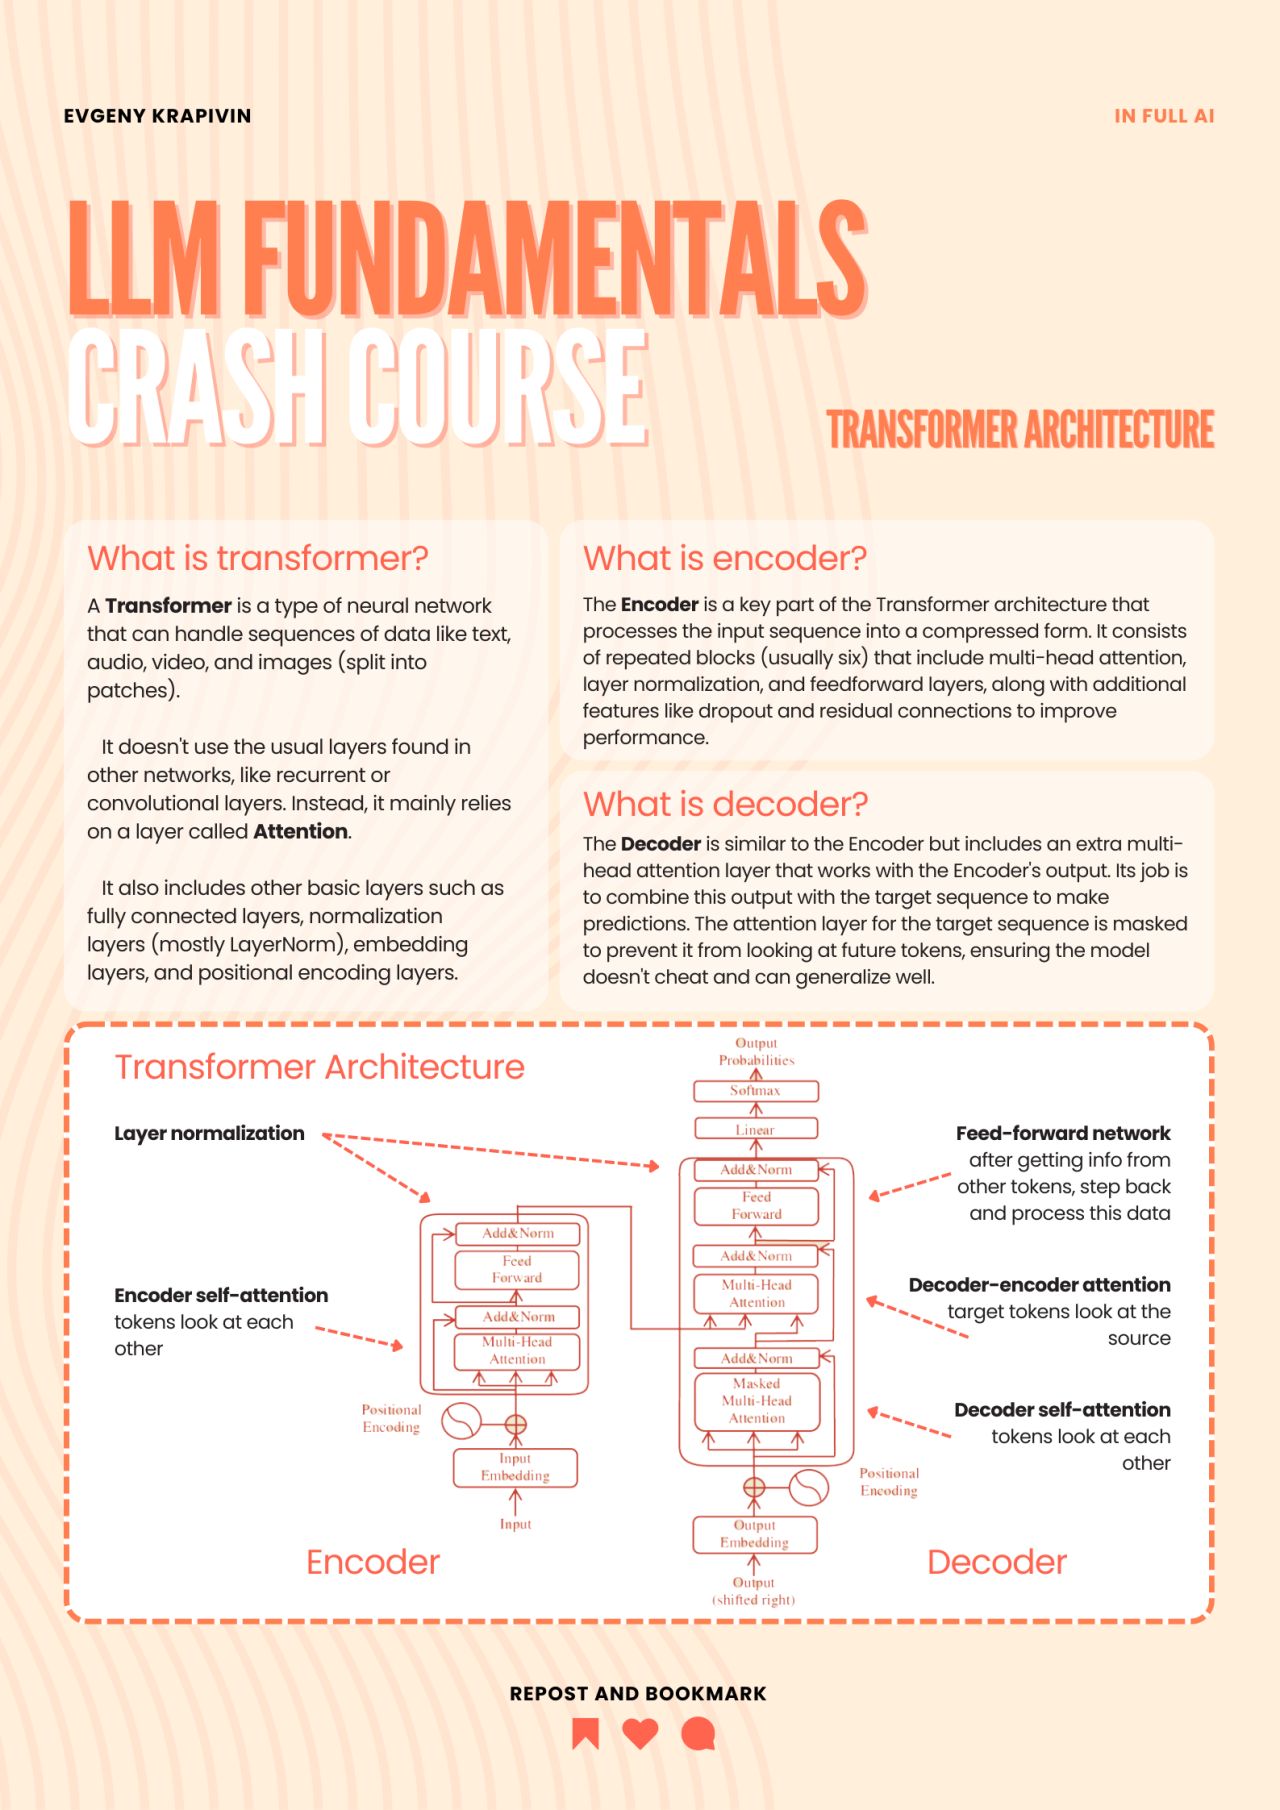 EVGENY KRAPIVIN
IN FULL AI
LLM FUNDAMENTALS
CRASH COURSE
TRANSFORMER ARCHITECTURE
What is transformer?
A Transformer is a type of neural network
that can handle sequences of data like text,
audio, video, and images (split into
patches).
It doesn't use the usual layers found in
other networks, like recurrent or
convolutional layers. Instead, it mainly relies
on a layer called Attention.
It also includes other basic layers such as
fully connected layers, normalization
layers (mostly LayerNorm), embedding
layers, and positional encoding layers.
What is encoder?
The Encoder is a key part of the Transformer architecture that
processes the input sequence into a compressed form. It consists
of repeated blocks (usually six) that include multi-head attention,
layer normalization, and feedforward layers, along with additional
features like dropout and residual connections to improve
performance.
What is decoder?
The Decoder is similar to the Encoder but includes an extra multi-
head attention layer that works with the Encoder's output. Its job is
to combine this output with the target sequence to make
predictions. The attention layer for the target sequence is masked
to prevent it from looking at future tokens, ensuring the model
doesn't cheat and can generalize well.
Transformer Architecture
Layer normalization
Encoder self-attention
tokens look at each
other
Add&Norm
Feed
Forward
Add&Norm
Multi-Head
Attention
Positional
Encoding
Input
Embedding
Input
Encoder
Output
Probabilities
Softmax
Linear
Add&Norm
Feed
Forward
Add&Norm
Multi-Head
Attention
Add&Norm
Masked
Multi-Head
Attention
Positional
Encoding
Output
Embedding
Output
(shifted right)
Feed-forward network
after getting info from
other tokens, step back
and process this data
Decoder-encoder attention
target tokens look at the
source
Decoder self-attention
tokens look at each
other
Decoder
REPOST AND BOOKMARK